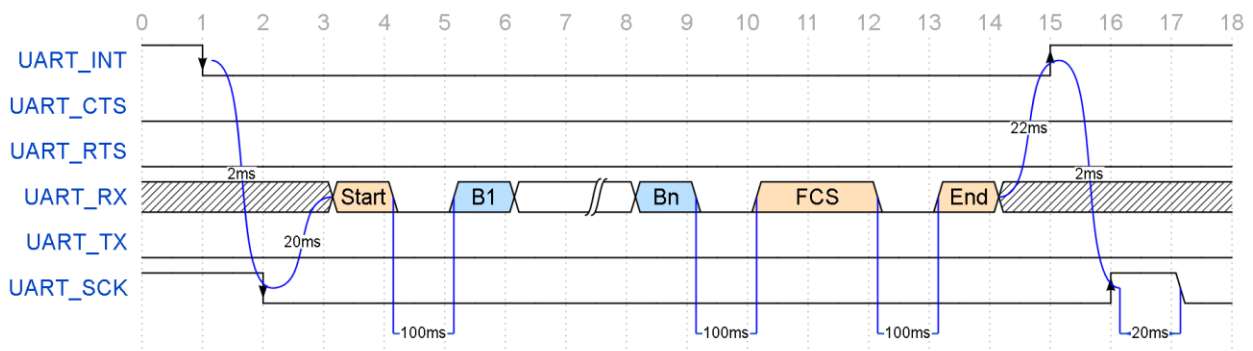 0 1 2 3 4 5 6 7 8 9 10 11 12 13 14 15 16 17 18
UART_INT
UART_CTS
22ms
UART_RTS
2ms 2ms
UART_RX Start B1 Bn FCS End
UART_TX 20ms
UART_SCK
100ms 100ms 100ms 20ms